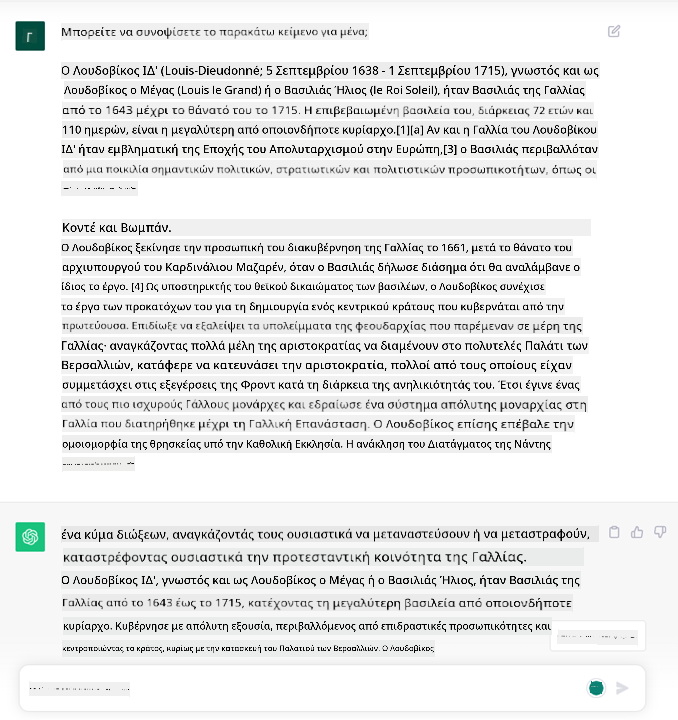 Γ
Μπορείτε να συνοψίσετε το παρακάτω κείμενο για μένα;
Ο Λουδοβίκος ΙΔ' (Louis-Dieudonné; 5 Σεπτεμβρίου 1638 - 1 Σεπτεμβρίου 1715), γνωστός και ως
Λουδοβίκος ο Μέγας (Louis le Grand) ή ο Βασιλιάς Ήλιος (le Roi Soleil), ήταν Βασιλιάς της Γαλλίας
από το 1643 μέχρι το θάνατό του το 1715. Η επιβεβαιωμένη βασιλεία του, διάρκειας 72 ετών και
110 ημερών, είναι η μεγαλύτερη από οποιονδήποτε κυρίαρχο.[1][a] Αν και η Γαλλία του Λουδοβίκου
ΙΔ' ήταν εμβληματική της Εποχής του Απολυταρχισμού στην Ευρώπη,[3] ο Βασιλιάς περιβαλλόταν
από μια ποικιλία σημαντικών πολιτικών, στρατιωτικών και πολιτιστικών προσωπικοτήτων, όπως οι
Κοντέ και Βωμπάν.
Ο Λουδοβίκος ξεκίνησε την προσωπική του διακυβέρνηση της Γαλλίας το 1661, μετά το θάνατο του
αρχιυπουργού του Καρδινάλιου Μαζαρέν, όταν ο Βασιλιάς δήλωσε διάσημα ότι θα αναλάμβανε ο
ίδιος το έργο. [4] Ως υποστηρικτής του θεϊκού δικαιώματος των βασιλέων, ο Λουδοβίκος συνέχισε
το έργο των προκατόχων του για τη δημιουργία ενός κεντρικού κράτους που κυβερνάται από την
πρωτεύουσα. Επιδίωξε να εξαλείψει τα υπολείμματα της φεουδαρχίας που παρέμεναν σε μέρη της
Γαλλίας· αναγκάζοντας πολλά μέλη της αριστοκρατίας να διαμένουν στο πολυτελές Παλάτι των
Βερσαλλιών, κατάφερε να κατευνάσει την αριστοκρατία, πολλοί από τους οποίους είχαν
συμμετάσχει στις εξεγέρσεις της Φροντ κατά τη διάρκεια της ανηλικιότητάς του. Έτσι έγινε ένας
από τους πιο ισχυρούς Γάλλους μονάρχες και εδραίωσε ένα σύστημα απόλυτης μοναρχίας στη
Γαλλία που διατηρήθηκε μέχρι τη Γαλλική Επανάσταση. Ο Λουδοβίκος επίσης επέβαλε την
ομοιομορφία της θρησκείας υπό την Καθολική Εκκλησία. Η ανάκληση του Διατάγματος της Νάντης
ένα κύμα διώξεων, αναγκάζοντάς τους ουσιαστικά να μεταναστεύσουν ή να μεταστραφούν,
καταστρέφοντας ουσιαστικά την προτεσταντική κοινότητα της Γαλλίας.
Ο Λουδοβίκος ΙΔ', γνωστός και ως Λουδοβίκος ο Μέγας ή ο Βασιλιάς Ήλιος, ήταν Βασιλιάς της
Γαλλίας από το 1643 έως το 1715, κατέχοντας τη μεγαλύτερη βασιλεία από οποιονδήποτε
κυρίαρχο. Κυβέρνησε με απόλυτη εξουσία, περιβαλλόμενος από επιδραστικές προσωπικότητες και
κεντροποιώντας το κράτος, κυρίως με την κατασκευή του Παλατιού των Βερσαλλιών. Ο Λουδοβίκος